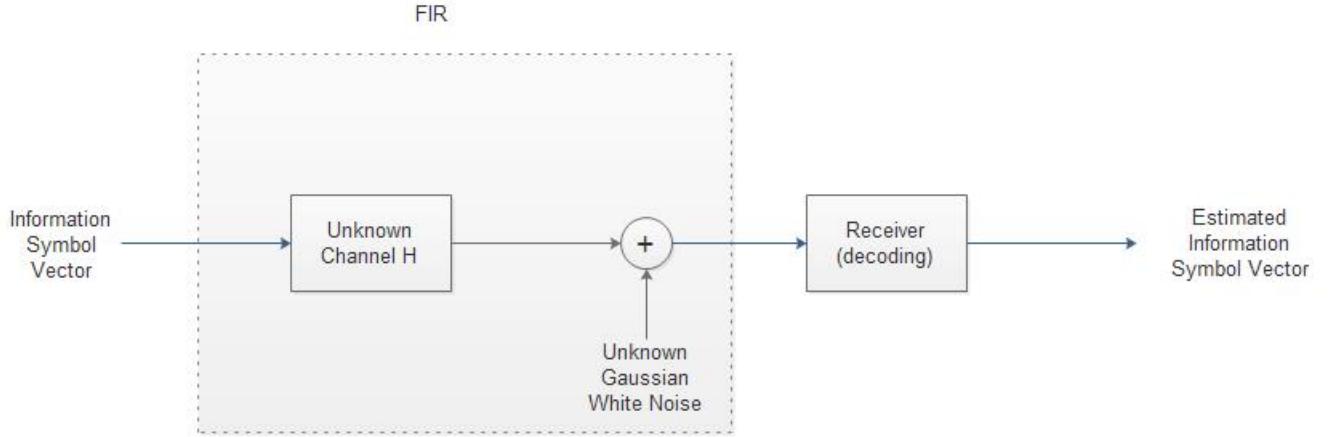 FIR
Information
Symbol
Vector
Unknown
Channel H
+
Unknown
Gaussian
White Noise
Receiver
(decoding)
Estimated
Information
Symbol Vector